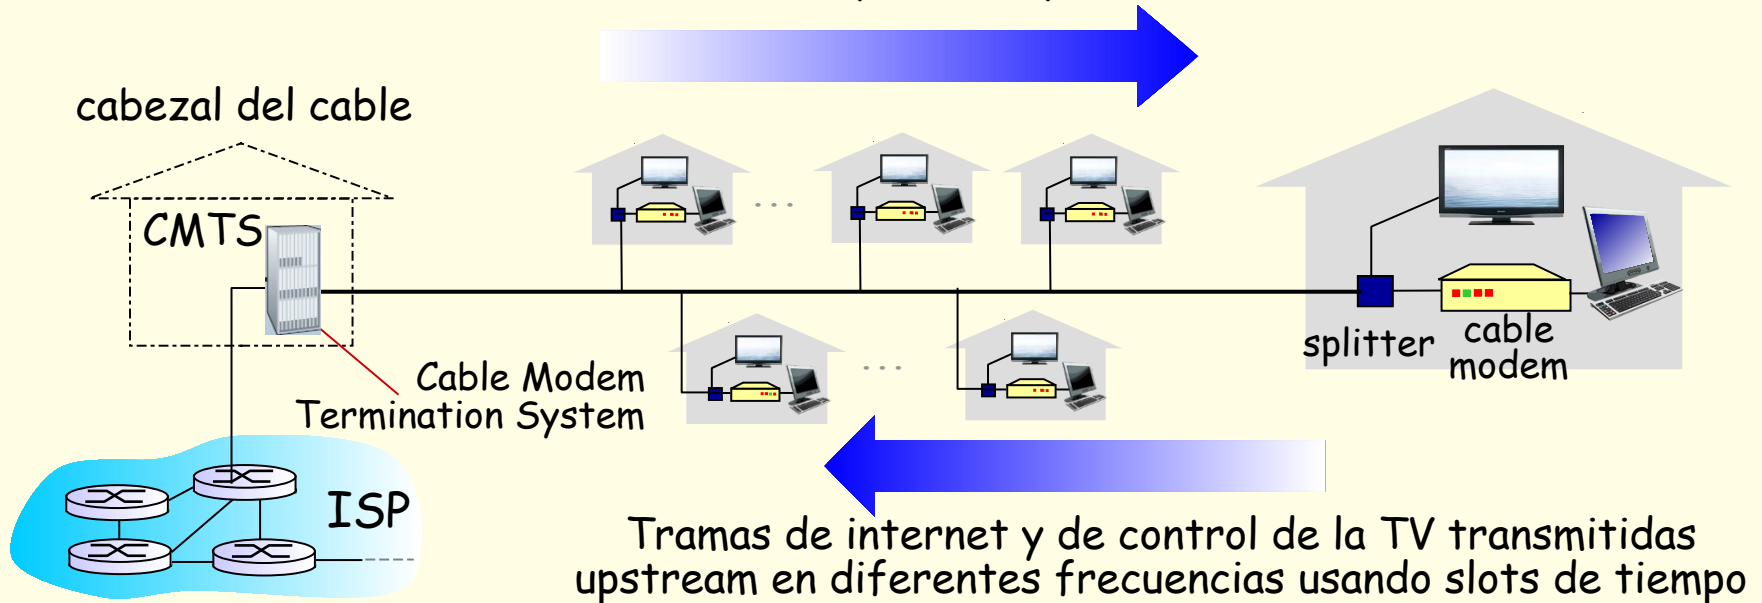 cabezal del cable
CMTS
Cable Modem
Termination System
ISP
splitter
cable
modem
Tramas de internet y de control de la TV transmitidas
upstream en diferentes frecuencias usando slots de tiempo